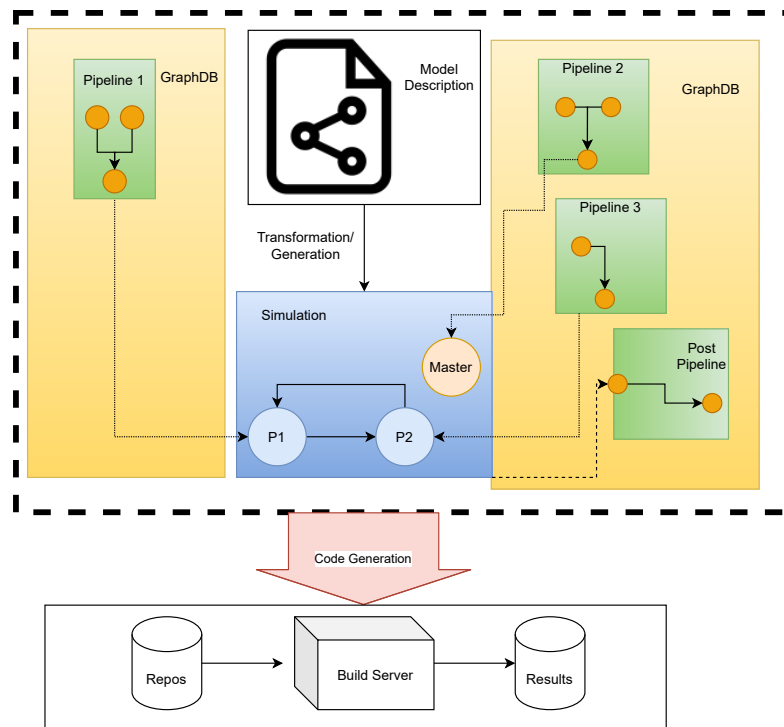 Pipeline 1
GraphDB
Model
Description
Pipeline 2
GraphDB
Pipeline 3
Transformation/
Generation
Simulation
Master
Post
Pipeline
P1
P2
Code Generation
Repos
Build Server
Results